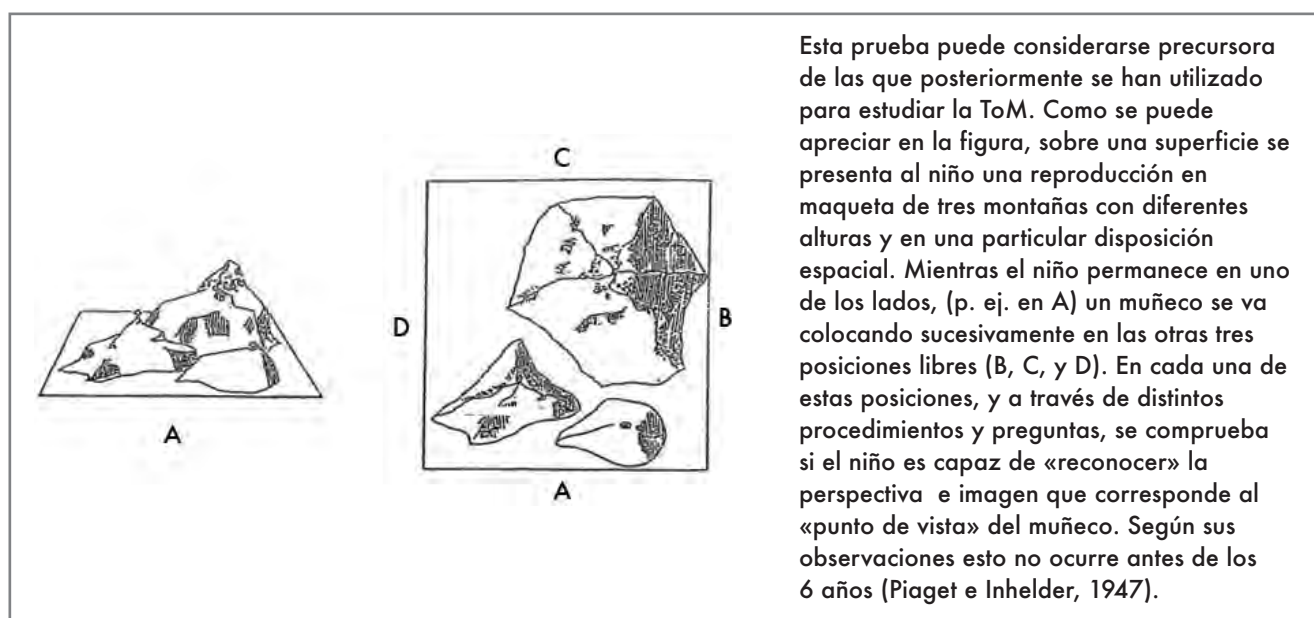 Esta prueba puede considerarse precursora
de las que posteriormente se han utilizado
para estudiar la ToM. Como se puede
apreciar en la figura, sobre una superficie se
presenta al niño una reproducción en
maqueta de tres montañas con diferentes
alturas y en una particular disposición
espacial. Mientras el niño permanece en uno
de los lados, (p. ej. en A) un muñeco se va
colocando sucesivamente en las otras tres
posiciones libres (B, C, y D). En cada una de
estas posiciones, y a través de distintos
procedimientos y preguntas, se comprueba
si el niño es capaz de «reconocer» la
perspectiva e imagen que corresponde al
«punto de vista» del muñeco. Según sus
observaciones esto no ocurre antes de los
6 años (Piaget e Inhelder, 1947).
A
C
D
B
A